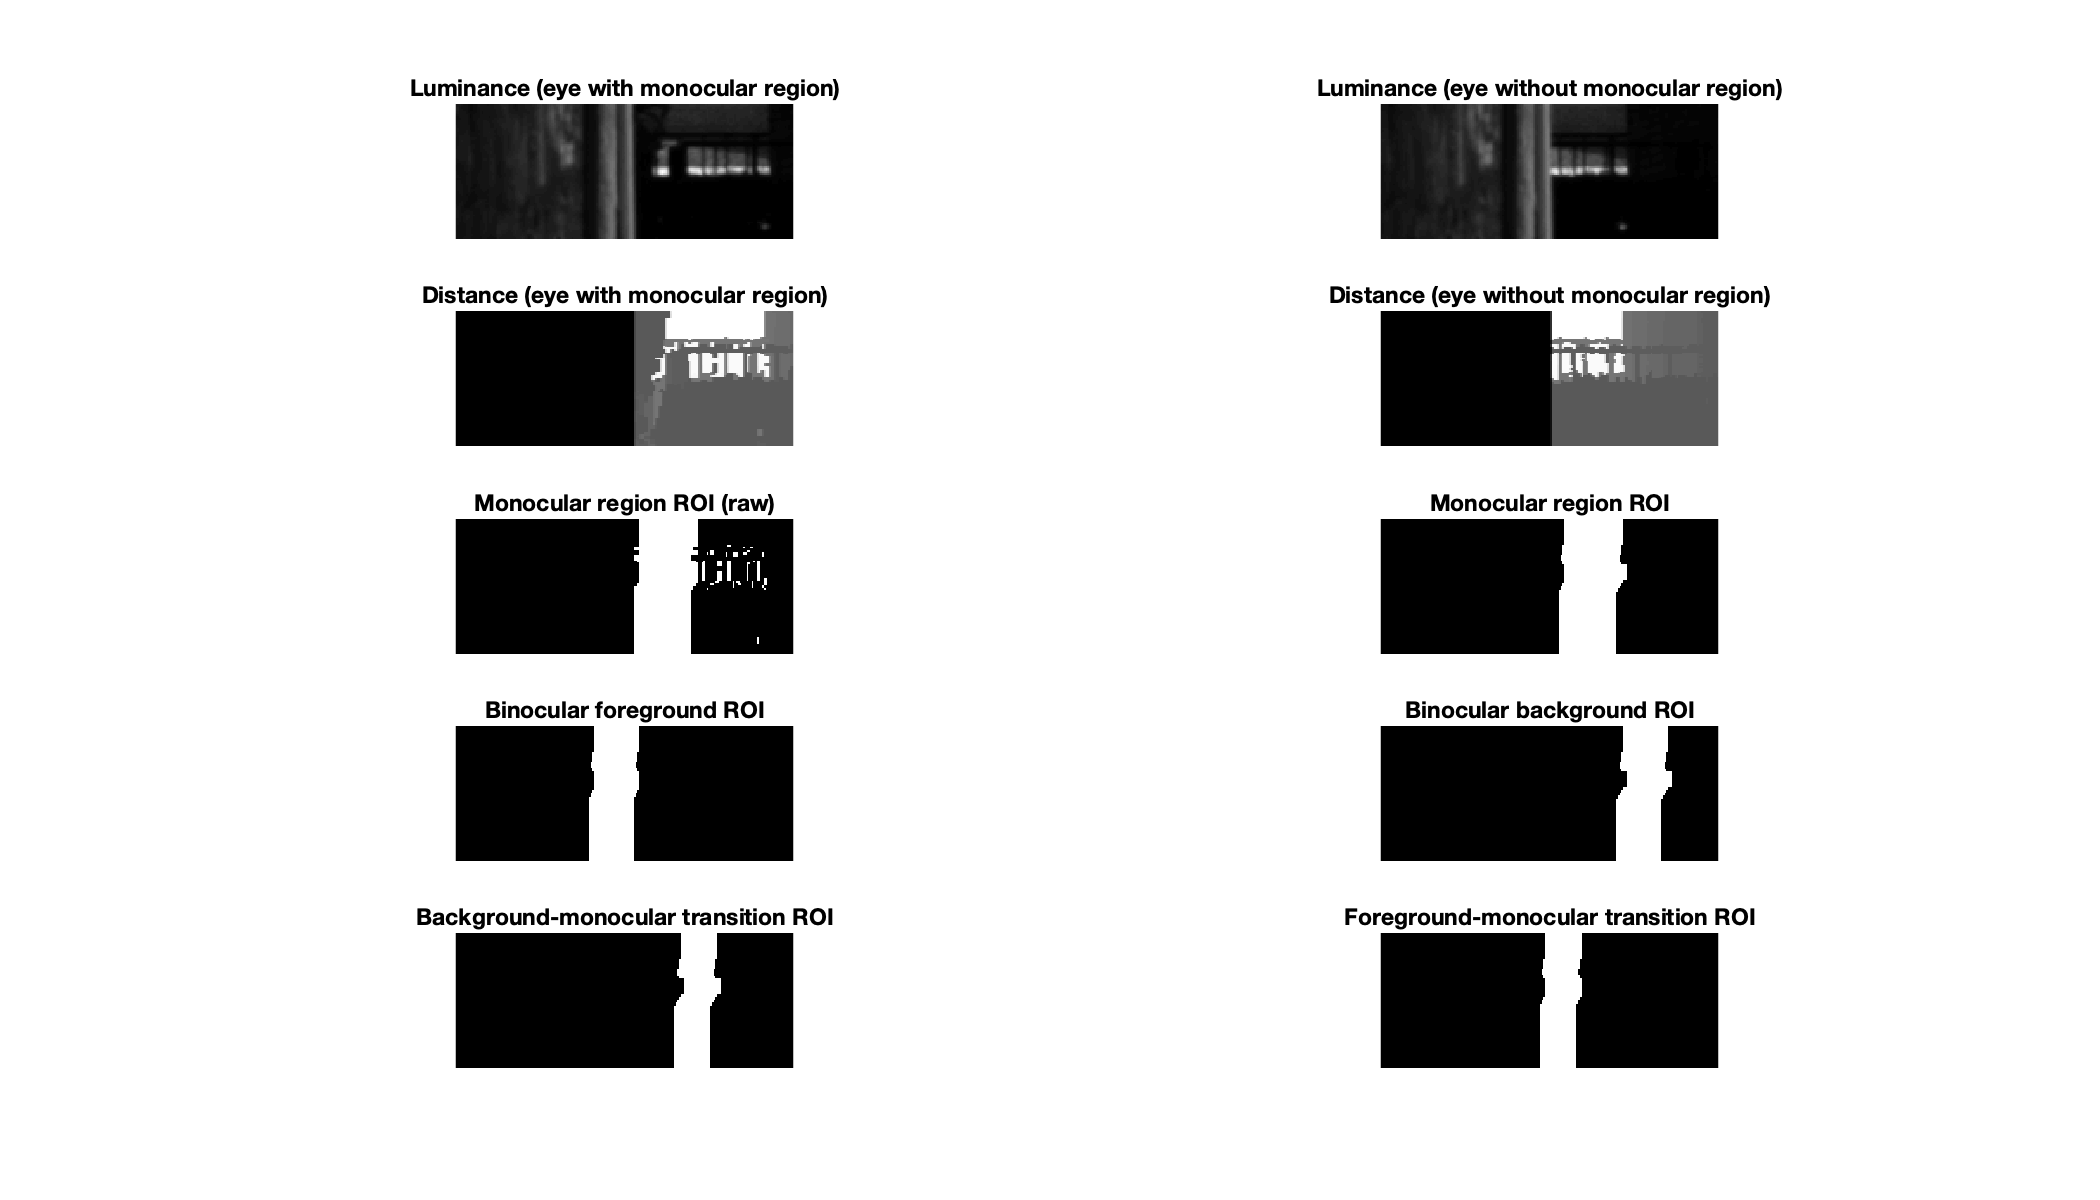 Luminance (eye with monocular region)
Luminance (eye without monocular region)
Distance (eye with monocular region)
Distance (eye without monocular region)
Monocular region ROI (raw)
Monocular region ROI
Binocular foreground ROI
Binocular background ROI
Background-monocular transition ROI
Foreground-monocular transition ROI